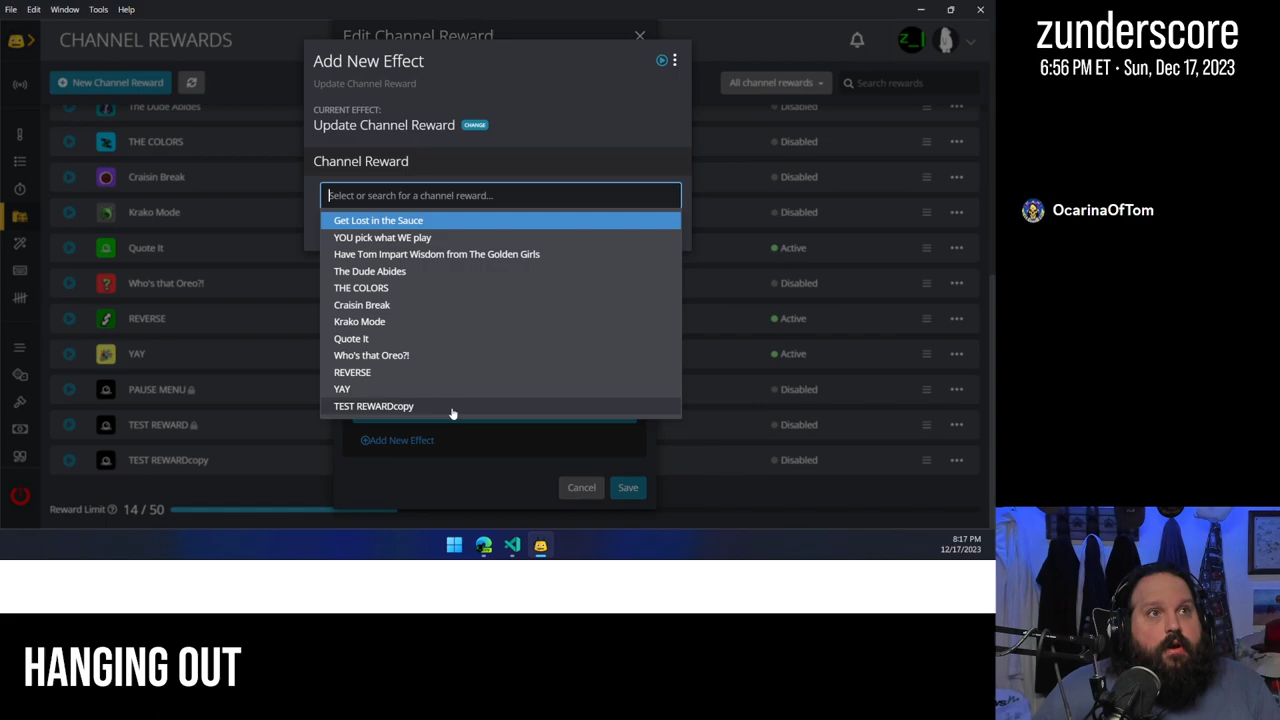 File Edit Window Tools Help
CHANNEL REWARDS
New Channel Reward
All channel rewards
Search rewards
Edit Channel Reward
Add New Effect
Update Channel Reward
CURRENT EFFECT:
Update Channel Reward CHANGE
Channel Reward
Select or search for a channel reward...
Get Lost in the Sauce
YOU pick what WE play
Have Tom Impart Wisdom from The Golden Girls
The Dude Abides
THE COLORS
Craisin Break
Krako Mode
Quote It
Who's that Oreo?!
REVERSE
YAY
TEST REWARDcopy
Add New Effect
Cancel Save
The Dude Abides Disabled
THE COLORS Disabled
Craisin Break Disabled
Krako Mode Disabled
Quote It Active
Who's that Oreo?! Disabled
REVERSE Active
YAY Active
PAUSE MENU Disabled
TEST REWARD Disabled
TEST REWARDcopy Disabled
Reward Limit 14 / 50
8:17 PM
12/17/2023
zunderscore
6:56 PM ET · Sun, Dec 17, 2023
OcarinaOfTom
HANGING OUT